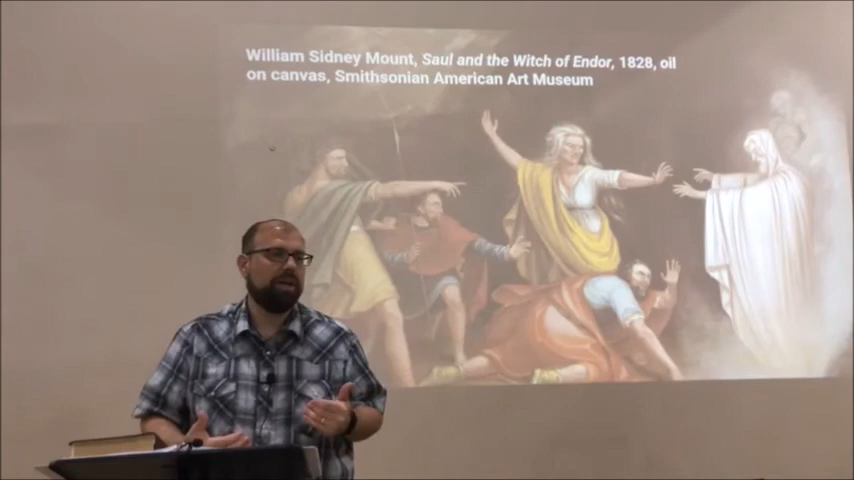 William Sidney Mount, Saul and the Witch of Endor, 1828, oil
on canvas, Smithsonian American Art Museum